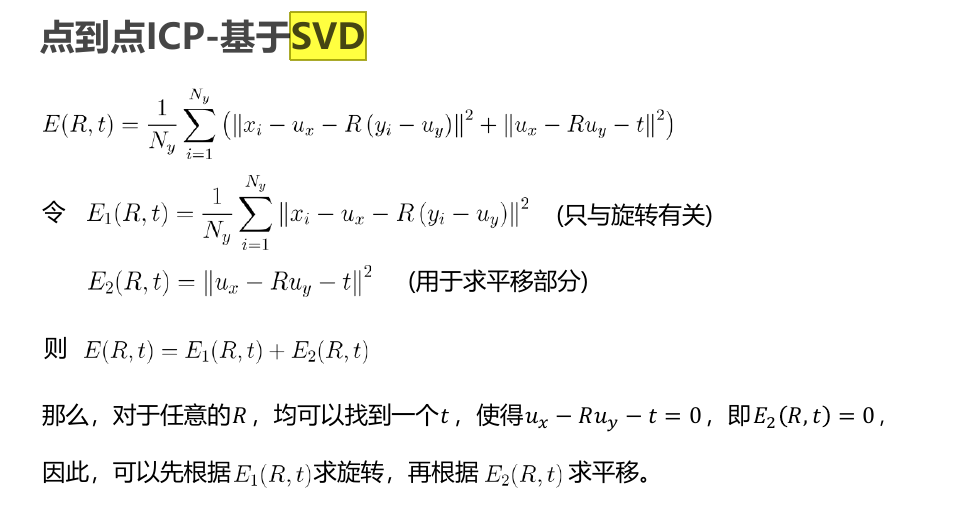 点到点ICP-基于SVD
$E(R,t) = \frac{1}{N_y} \sum_{i=1}^{N_y} \left( \|x_i - u_x - R(y_i - u_y)\|^2 + \|u_x - Ru_y - t\|^2 \right)$
令 $E_1(R,t) = \frac{1}{N_y} \sum_{i=1}^{N_y} \|x_i - u_x - R(y_i - u_y)\|^2$ (只与旋转有关)
$E_2(R,t) = \|u_x - Ru_y - t\|^2$ (用于求平移部分)
则 $E(R,t) = E_1(R,t) + E_2(R,t)$
那么，对于任意的$R$，均可以找到一个$t$，使得$u_x - Ru_y - t = 0$，即$E_2(R,t) = 0$，
因此，可以先根据$E_1(R,t)$求旋转，再根据 $E_2(R,t)$ 求平移。